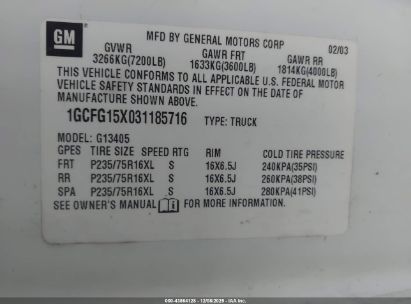 GM
MFD BY GENERAL MOTORS CORP 02/03
GVWR GAWR FRT GAWR RR
3266KG(7200LB) 1633KG(3600LB) 1814KG(4000LB)
THIS VEHICLE CONFORMS TO ALL APPLICABLE U.S. FEDERAL MOTOR
VEHICLE SAFETY STANDARDS IN EFFECT ON THE DATE OF
MANUFACTURE SHOWN ABOVE.
1GCFG15X031185716 TYPE: TRUCK
MODEL: G13405
GPES TIRE SIZE SPEED RTG RIM COLD TIRE PRESSURE
FRT P235/75R16XL S 16X6.5J 240KPA(35PSI)
RR P235/75R16XL S 16X6.5J 260KPA(38PSI)
SPA P235/75R16XL S 16X6.5J 280KPA(41PSI)
SEE OWNER'S MANUAL FOR MORE INFORMATION.